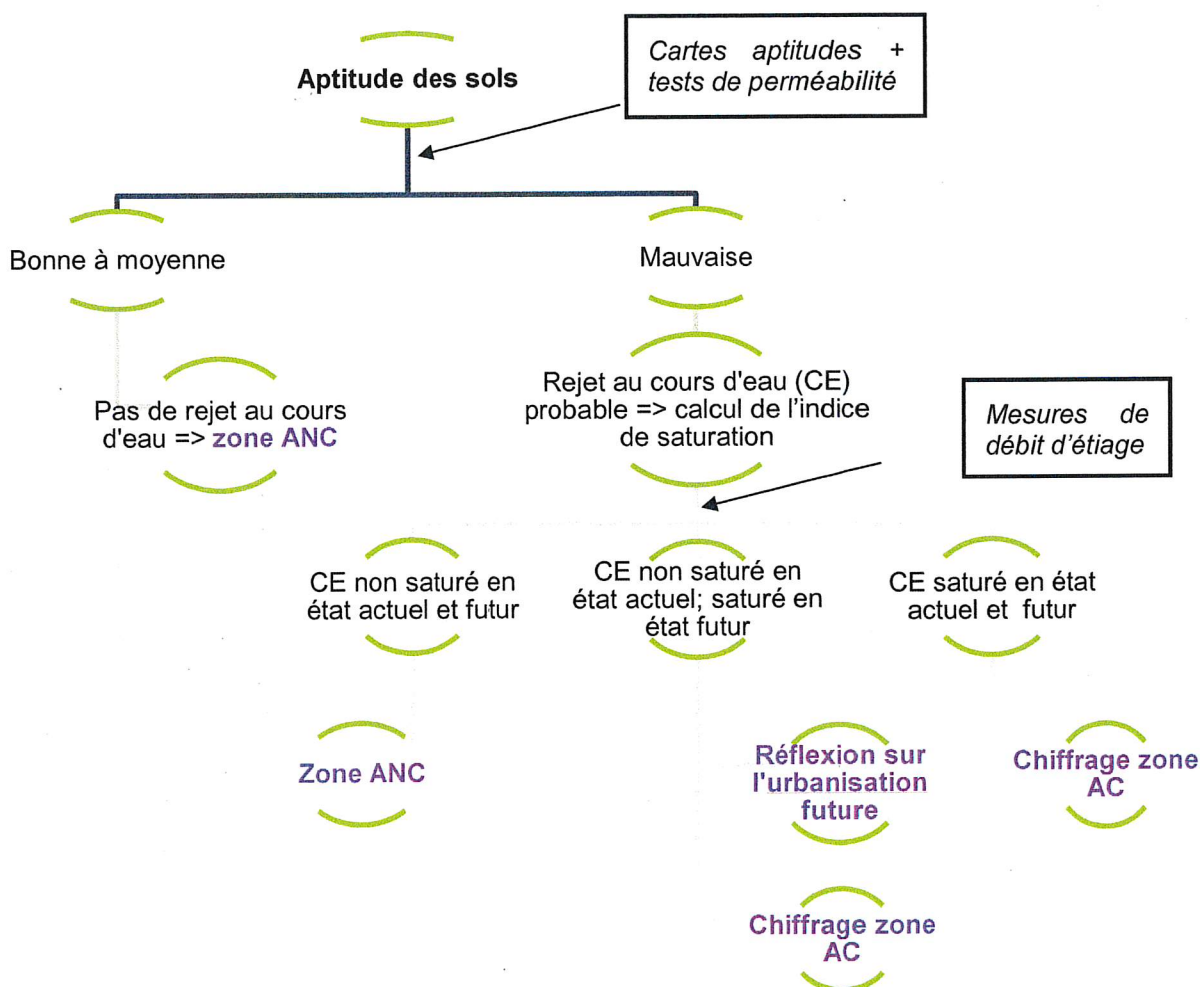 Aptitude des sols
Cartes aptitudes +
tests de perméabilité
Bonne à moyenne
Mauvaise
Pas de rejet au cours
d'eau => zone ANC
Rejet au cours d'eau (CE)
probable => calcul de l'indice
de saturation
Mesures de
débit d'étiage
CE non saturé en
état actuel et futur
CE non saturé en
état actuel; saturé en
état futur
CE saturé en état
actuel et futur
Zone ANC
Réflexion sur
l'urbanisation
future
Chiffrage zone
AC
Chiffrage zone
AC